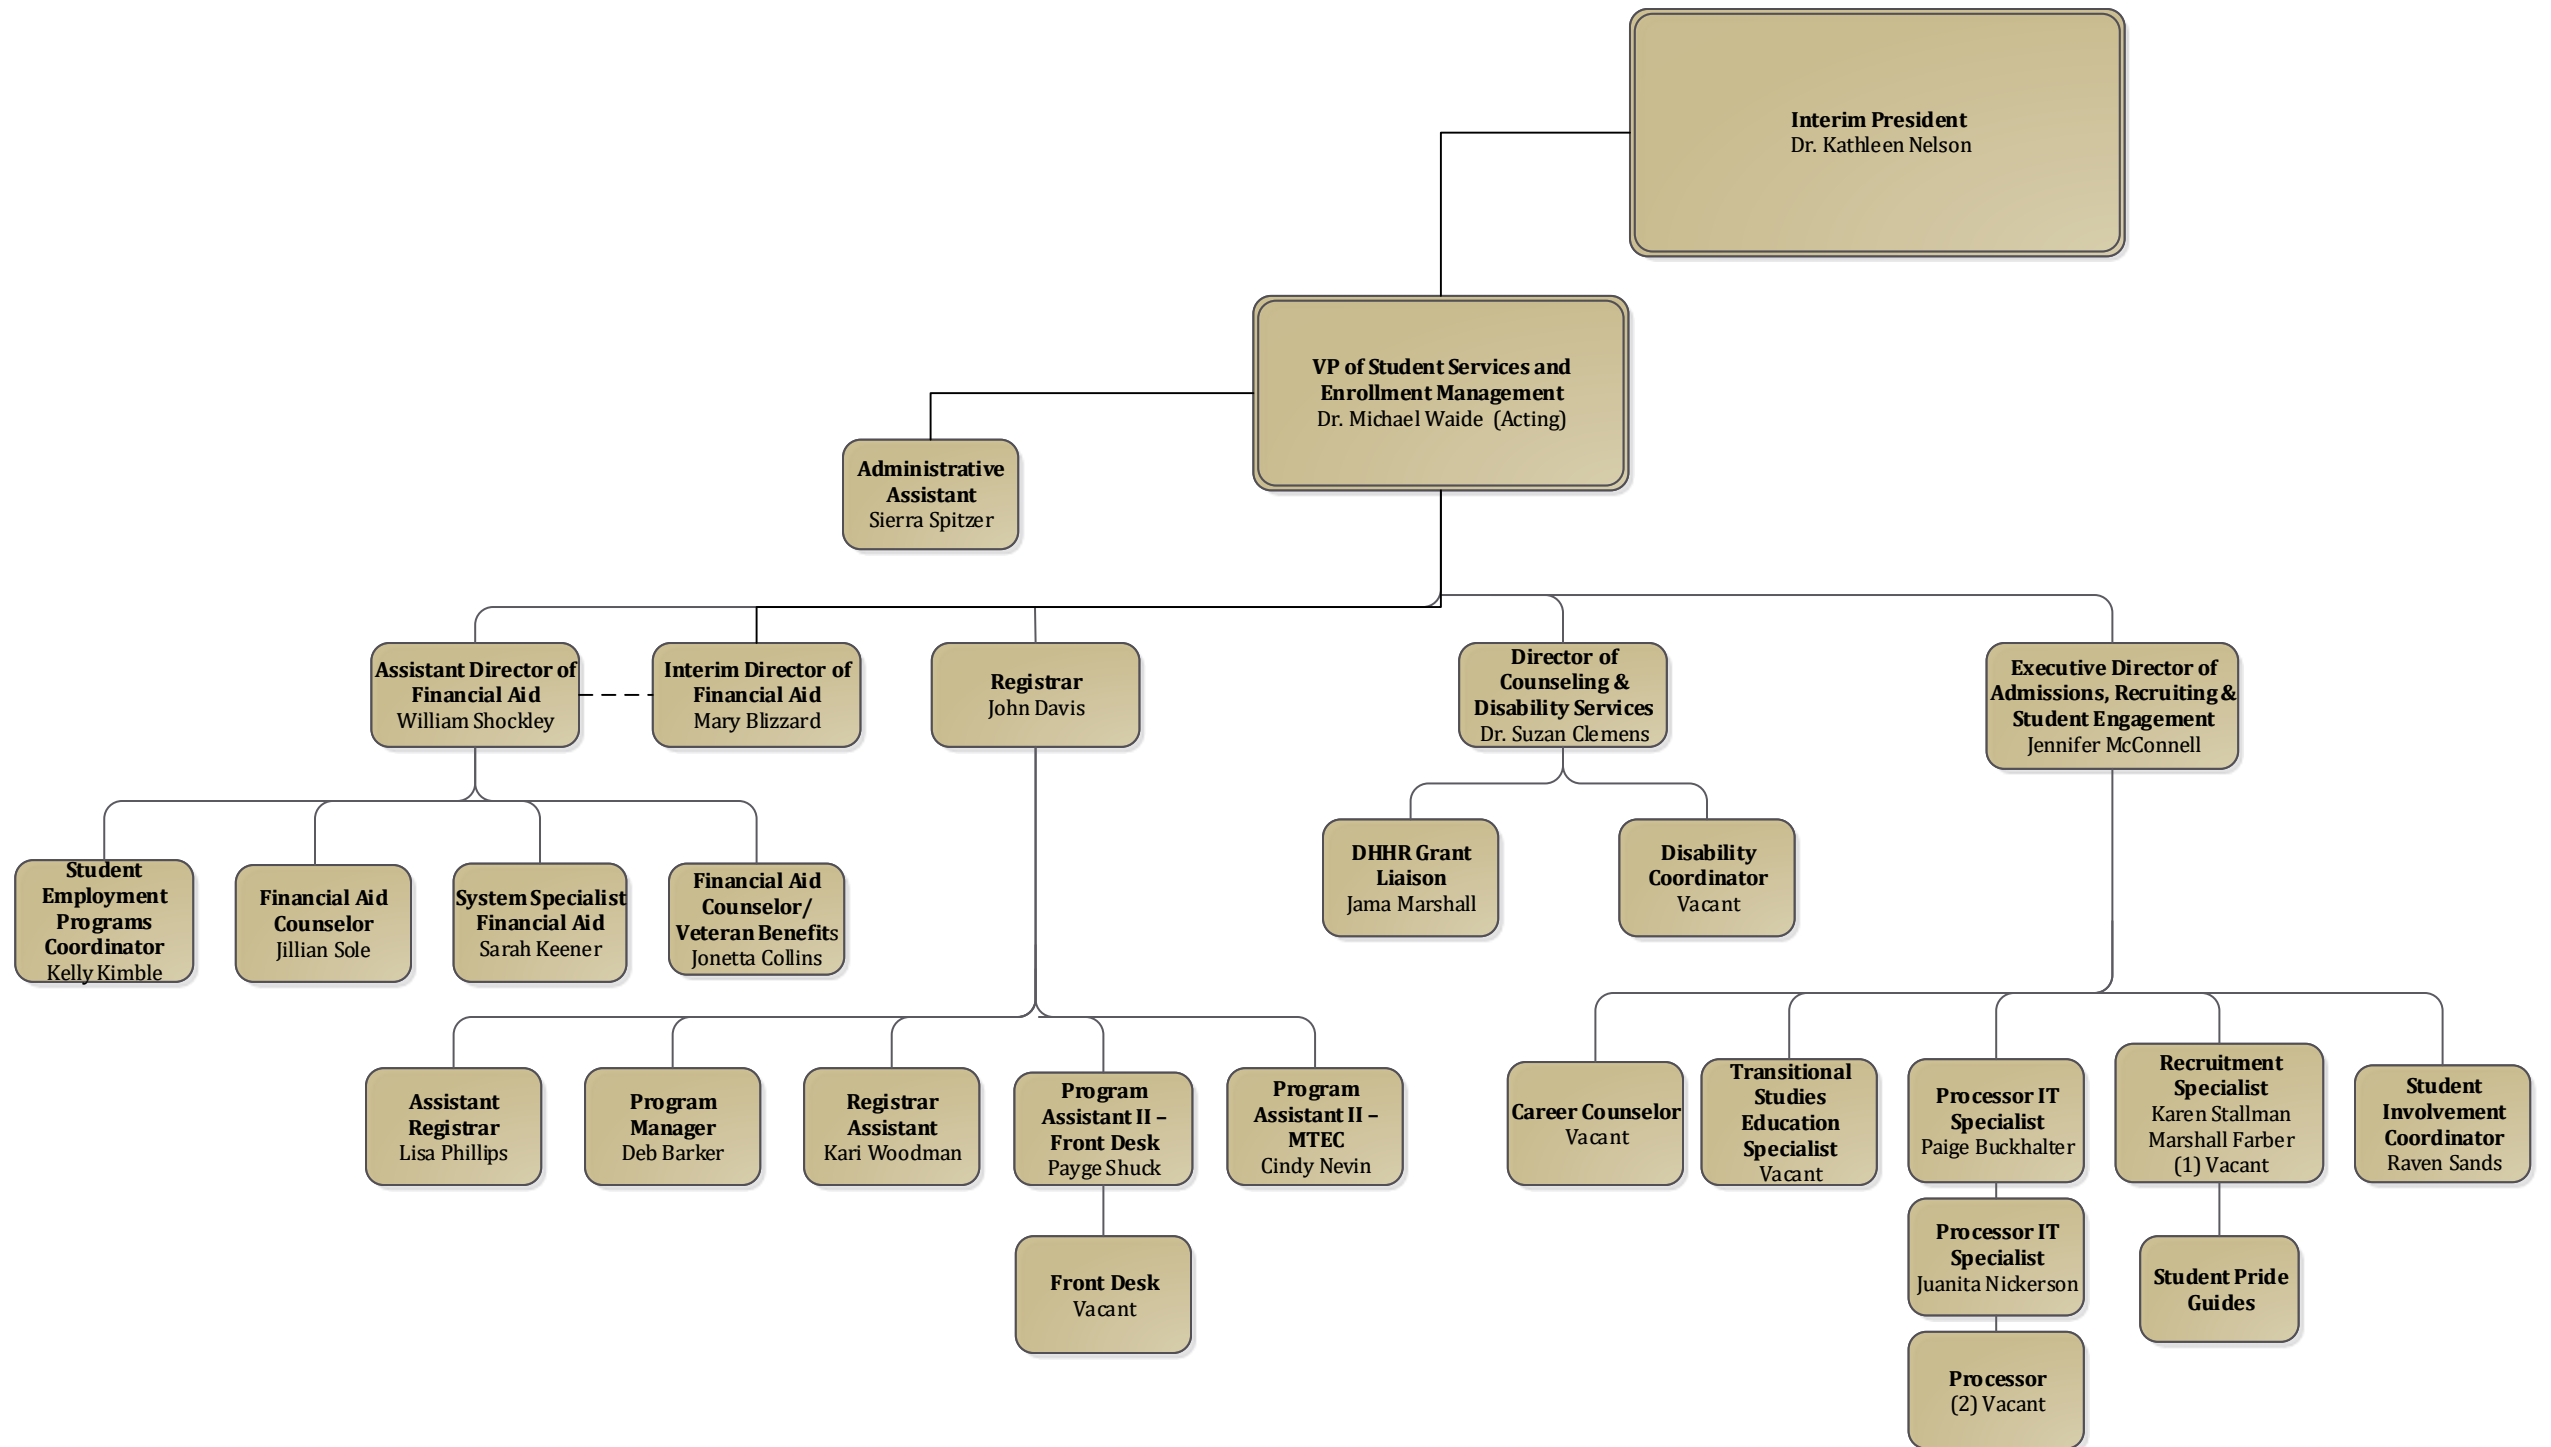 Interim President
Dr. Kathleen Nelson
VP of Student Services and
Enrollment Management
Dr. Michael Waide  (Acting)
Administrative
Assistant
Sierra Spitzer
Assistant Director of
Financial Aid
William Shockley
Interim Director of
Financial Aid
Mary Blizzard
Registrar
John Davis
Director of
Counseling &
Disability Services
Dr. Suzan Clemens
Executive Director of
Admissions, Recruiting &
Student Engagement
Jennifer McConnell
Student
Employment
Programs
Coordinator
Kelly Kimble
Financial Aid
Counselor
Jillian Sole
System Specialist
Financial Aid
Sarah Keener
Financial Aid
Counselor/
Veteran Benefits
Jonetta Collins
DHHR Grant
Liaison
Jama Marshall
Disability
Coordinator
Vacant
Assistant
Registrar
Lisa Phillips
Program
Manager
Deb Barker
Registrar
Assistant
Kari Woodman
Program
Assistant II –
Front Desk
Payge Shuck
Program
Assistant II –
MTEC
Cindy Nevin
Career Counselor
Vacant
Transitional
Studies
Education
Specialist
Vacant
Processor IT
Specialist
Paige Buckhalter
Recruitment
Specialist
Karen Stallman
Marshall Farber
(1) Vacant
Student
Involvement
Coordinator
Raven Sands
Front Desk
Vacant
Processor IT
Specialist
Juanita Nickerson
Student Pride
Guides
Processor
(2) Vacant